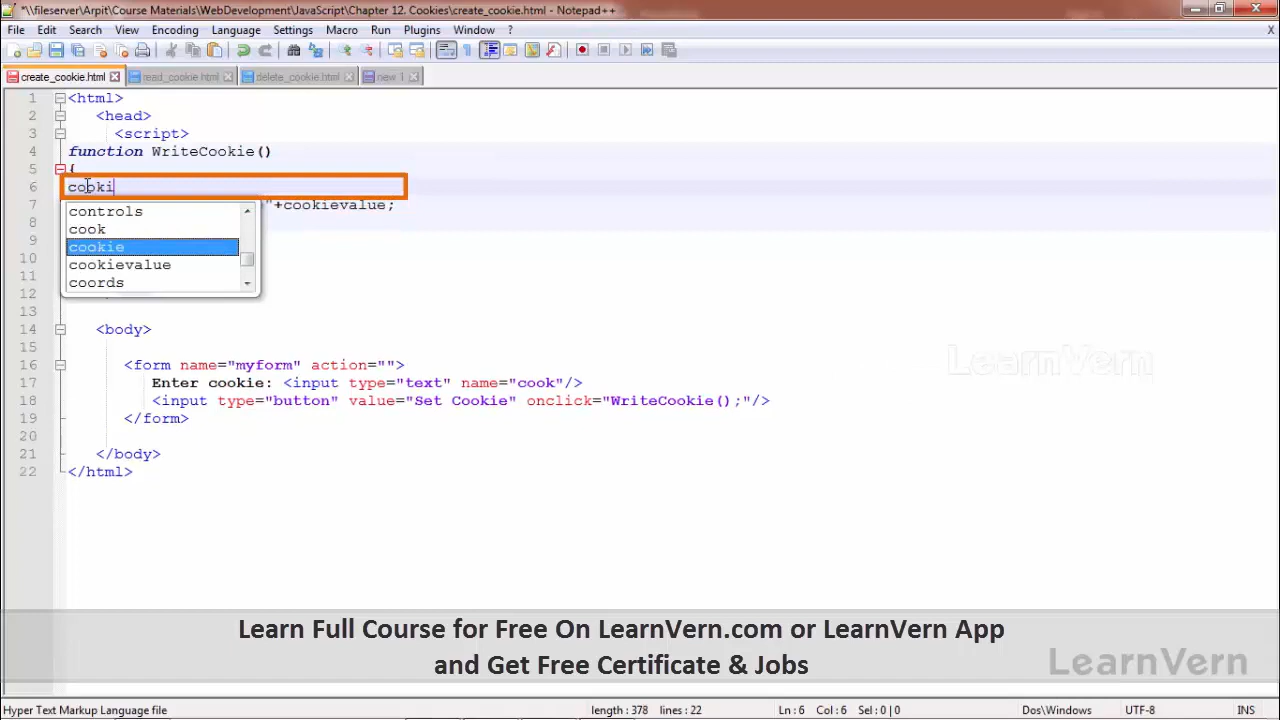 *\\fileserver\Arpit\Course Materials\WebDevelopment\JavaScript\Chapter 12. Cookies\create_cookie.html - Notepad++
File Edit Search View Encoding Language Settings Macro Run Plugins Window ? X
create_cookie.html read_cookie.html delete_cookie.html new 1
1 <html>
2 <head>
3 <script>
4 function WriteCookie()
5 {
6 cooki
7 "+cookievalue;
8
9
10
11
12
13
14 <body>
15
16 <form name="myform" action="">
17 Enter cookie: <input type="text" name="cook"/>
18 <input type="button" value="Set Cookie" onclick="WriteCookie();"/>
19 </form>
20
21 </body>
22 </html>
controls
cook
cookie
cookievalue
coords
LearnVern
Learn Full Course for Free On LearnVern.com or LearnVern App
and Get Free Certificate & Jobs
LearnVern
Hyper Text Markup Language file length : 378 lines : 22 Ln : 6 Col : 6 Sel : 0 | 0 Dos\Windows UTF-8 INS